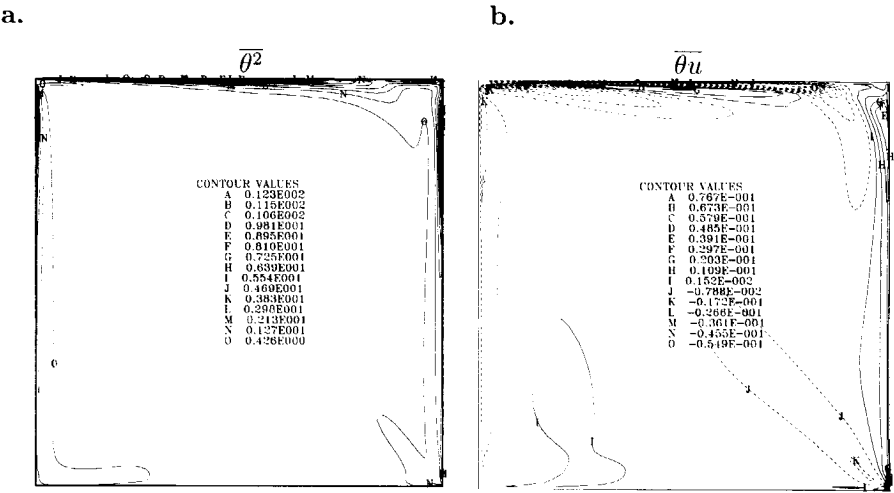 a.
b.
θ²
θu
CONTOUR VALUES
A 0.123E002
B 0.115E002
C 0.106E002
D 0.981E001
E 0.895E001
F 0.810E001
G 0.725E001
H 0.639E001
I 0.554E001
J 0.469E001
K 0.383E001
L 0.298E001
M 0.213E001
N 0.127E001
O 0.426E000
CONTOUR VALUES
A 0.767E-001
B 0.673E-001
C 0.579E-001
D 0.485E-001
E 0.391E-001
F 0.297E-001
G 0.203E-001
H 0.109E-001
I 0.152E-002
J -0.788E-002
K -0.172E-001
L -0.266E-001
M -0.361E-001
N -0.455E-001
O -0.549E-001
N
N
O
O
N
H
E
H
H
I
I
J
J
K